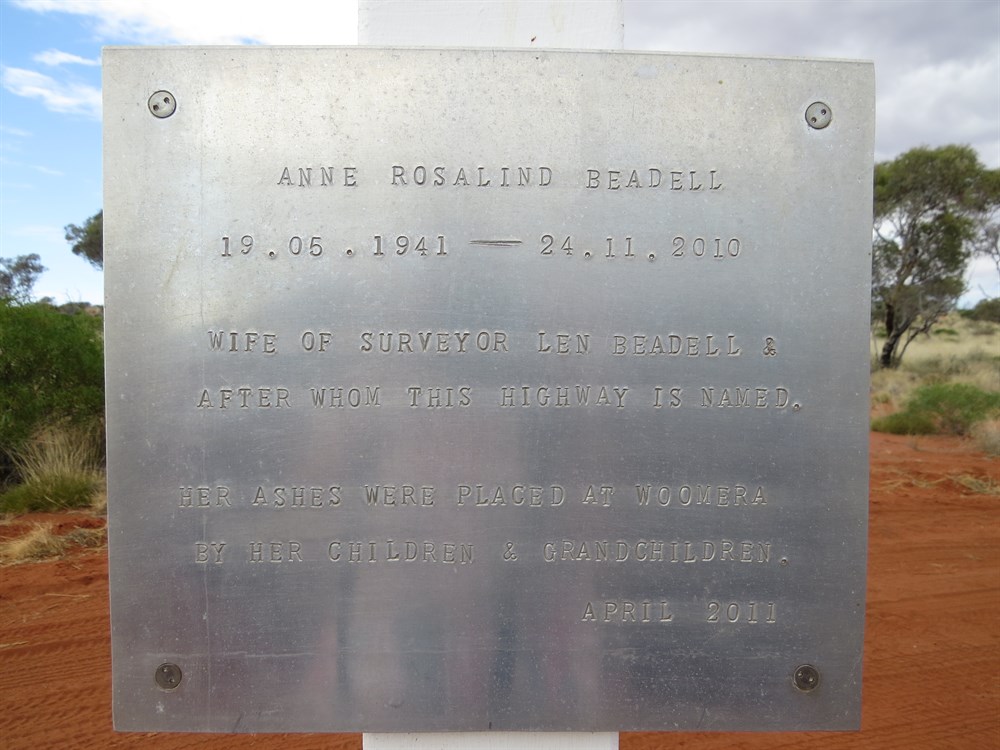 ANNE ROSALIND BEADELL
19.05.1941 — 24.11.2010
WIFE OF SURVEYOR LEN BEADELL &
AFTER WHOM THIS HIGHWAY IS NAMED.
HER ASHES WERE PLACED AT WOOMERA
BY HER CHILDREN & GRANDCHILDREN.
APRIL 2011